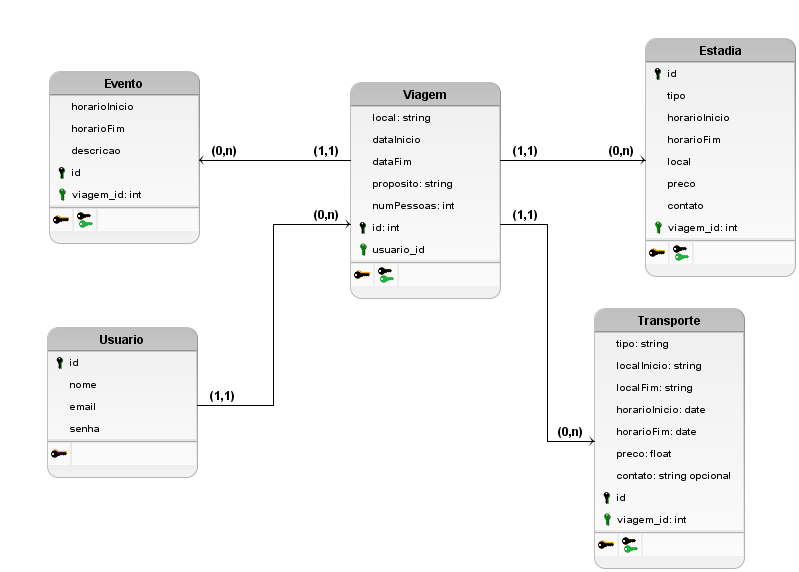 Evento
horarioInicio
horarioFim
descricao
id
viagem_id: int
(0,n)
(1,1)
Viagem
local: string
dataInicio
dataFim
proposito: string
numPessoas: int
id: int
usuario_id
(1,1)
(0,n)
Estadia
id
tipo
horarioInicio
horarioFim
local
preco
contato
viagem_id: int
(0,n)
(1,1)
Usuario
id
nome
email
senha
(1,1)
(0,n)
Transporte
tipo: string
localInicio: string
localFim: string
horarioInicio: date
horarioFim: date
preco: float
contato: string opcional
id
viagem_id: int